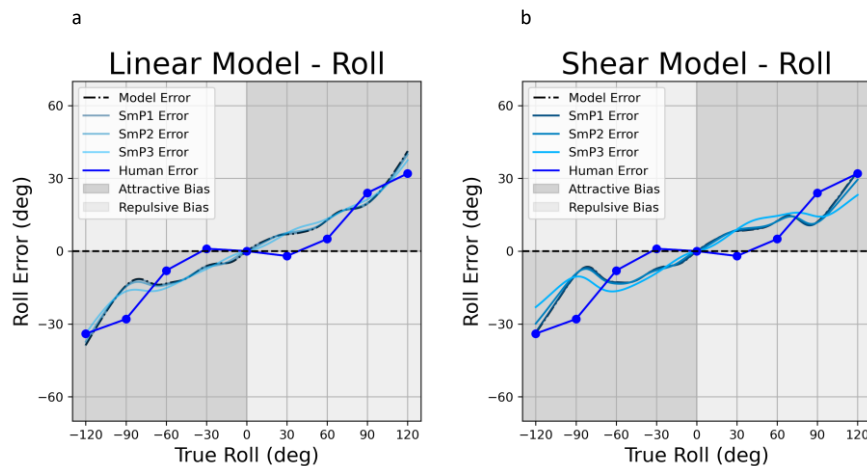 a
Linear Model - Roll
Model Error
SmP1 Error
SmP2 Error
SmP3 Error
Human Error
Attractive Bias
Repulsive Bias
60
30
0
−30
−60
Roll Error (deg)
−120 −90 −60 −30 0 30 60 90 120
True Roll (deg)
b
Shear Model - Roll
Model Error
SmP1 Error
SmP2 Error
SmP3 Error
Human Error
Attractive Bias
Repulsive Bias
60
30
0
−30
−60
Roll Error (deg)
−120 −90 −60 −30 0 30 60 90 120
True Roll (deg)